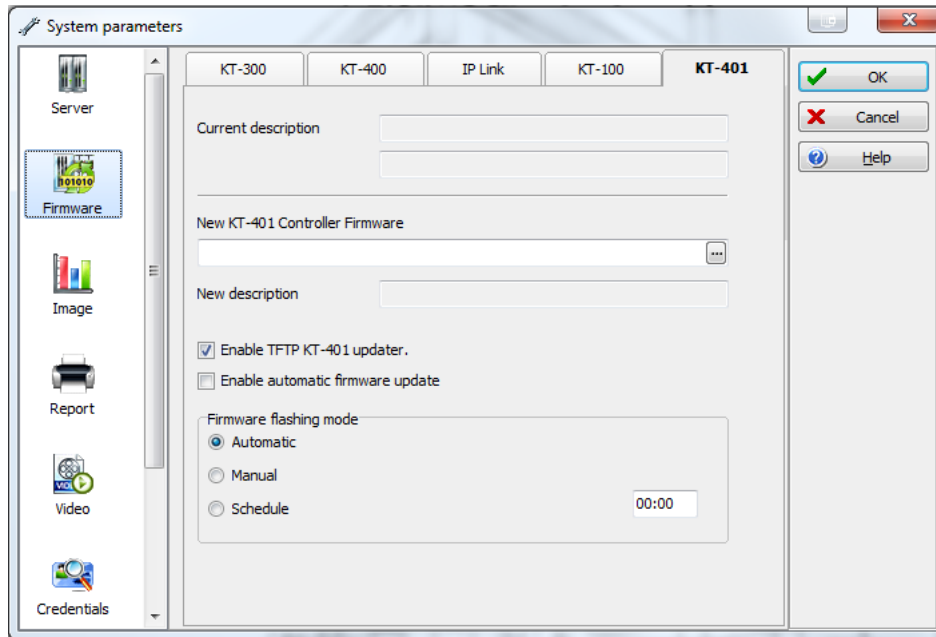 System parameters
Server
Firmware
Image
Report
Video
Credentials
KT-300 KT-400 IP Link KT-100 KT-401
Current description
New KT-401 Controller Firmware
...
New description
Enable TFTP KT-401 updater.
Enable automatic firmware update
Firmware flashing mode
Automatic
Manual
Schedule 00:00
OK
Cancel
Help